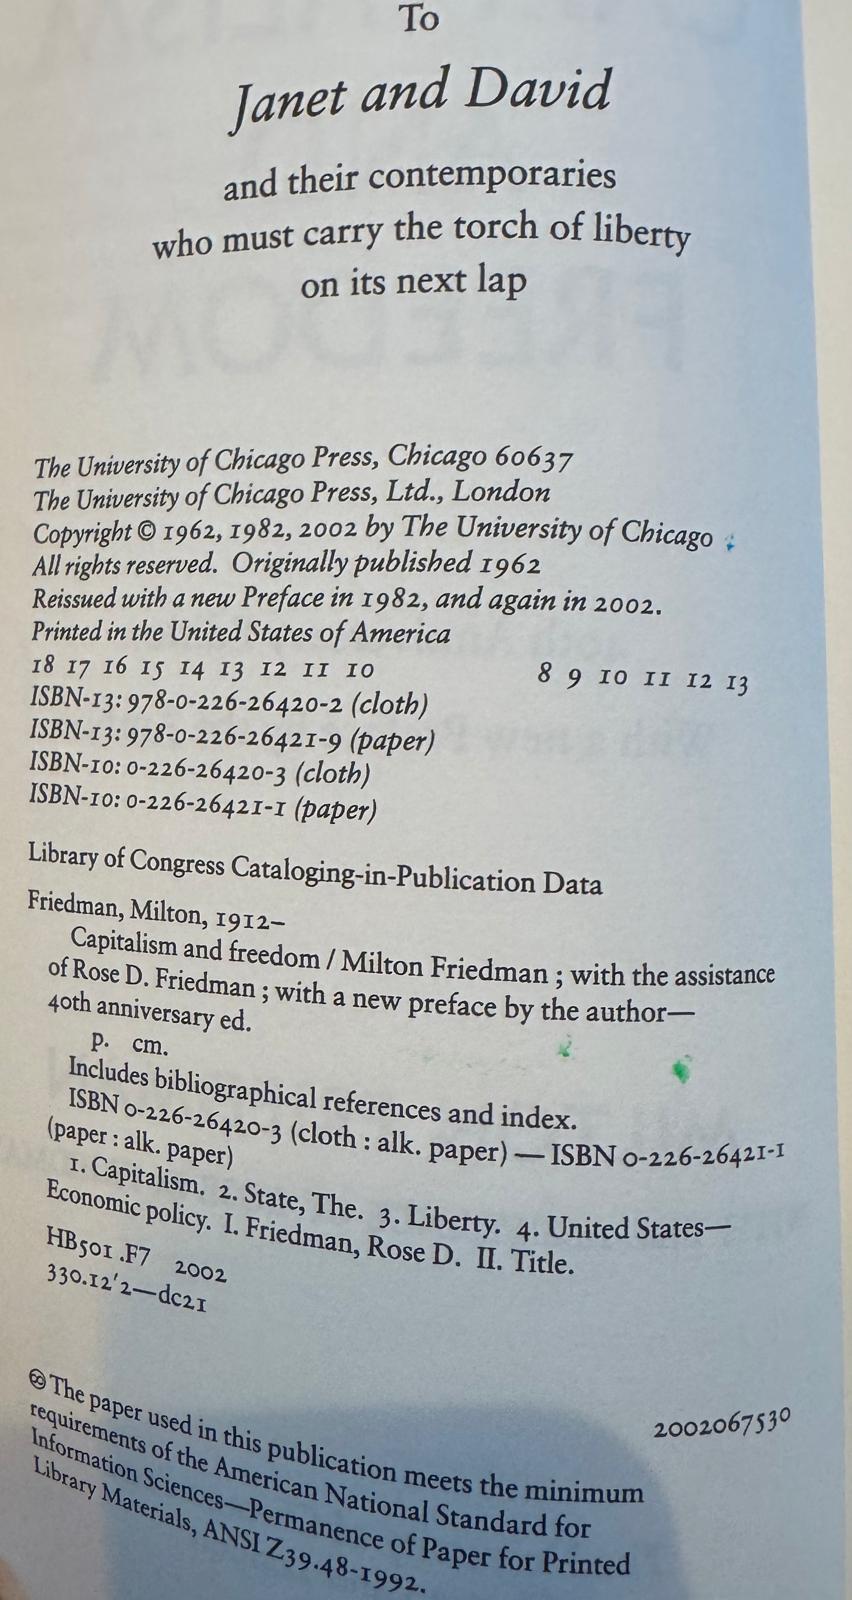 To
Janet and David
and their contemporaries
who must carry the torch of liberty
on its next lap
The University of Chicago Press, Chicago 60637
The University of Chicago Press, Ltd., London
Copyright © 1962, 1982, 2002 by The University of Chicago
All rights reserved. Originally published 1962
Reissued with a new Preface in 1982, and again in 2002.
Printed in the United States of America
18 17 16 15 14 13 12 11 10 8 9 10 11 12 13
ISBN-13: 978-0-226-26420-2 (cloth)
ISBN-13: 978-0-226-26421-9 (paper)
ISBN-10: 0-226-26420-3 (cloth)
ISBN-10: 0-226-26421-1 (paper)
Library of Congress Cataloging-in-Publication Data
Friedman, Milton, 1912–
Capitalism and freedom / Milton Friedman ; with the assistance
of Rose D. Friedman ; with a new preface by the author—
40th anniversary ed.
p. cm.
Includes bibliographical references and index.
ISBN 0-226-26420-3 (cloth : alk. paper) — ISBN 0-226-26421-1
(paper : alk. paper)
1. Capitalism. 2. State, The. 3. Liberty. 4. United States—
Economic policy. I. Friedman, Rose D. II. Title.
HB501 .F7 2002
330.12'2—dc21
2002067530
♾ The paper used in this publication meets the minimum
requirements of the American National Standard for
Information Sciences—Permanence of Paper for Printed
Library Materials, ANSI Z39.48-1992.